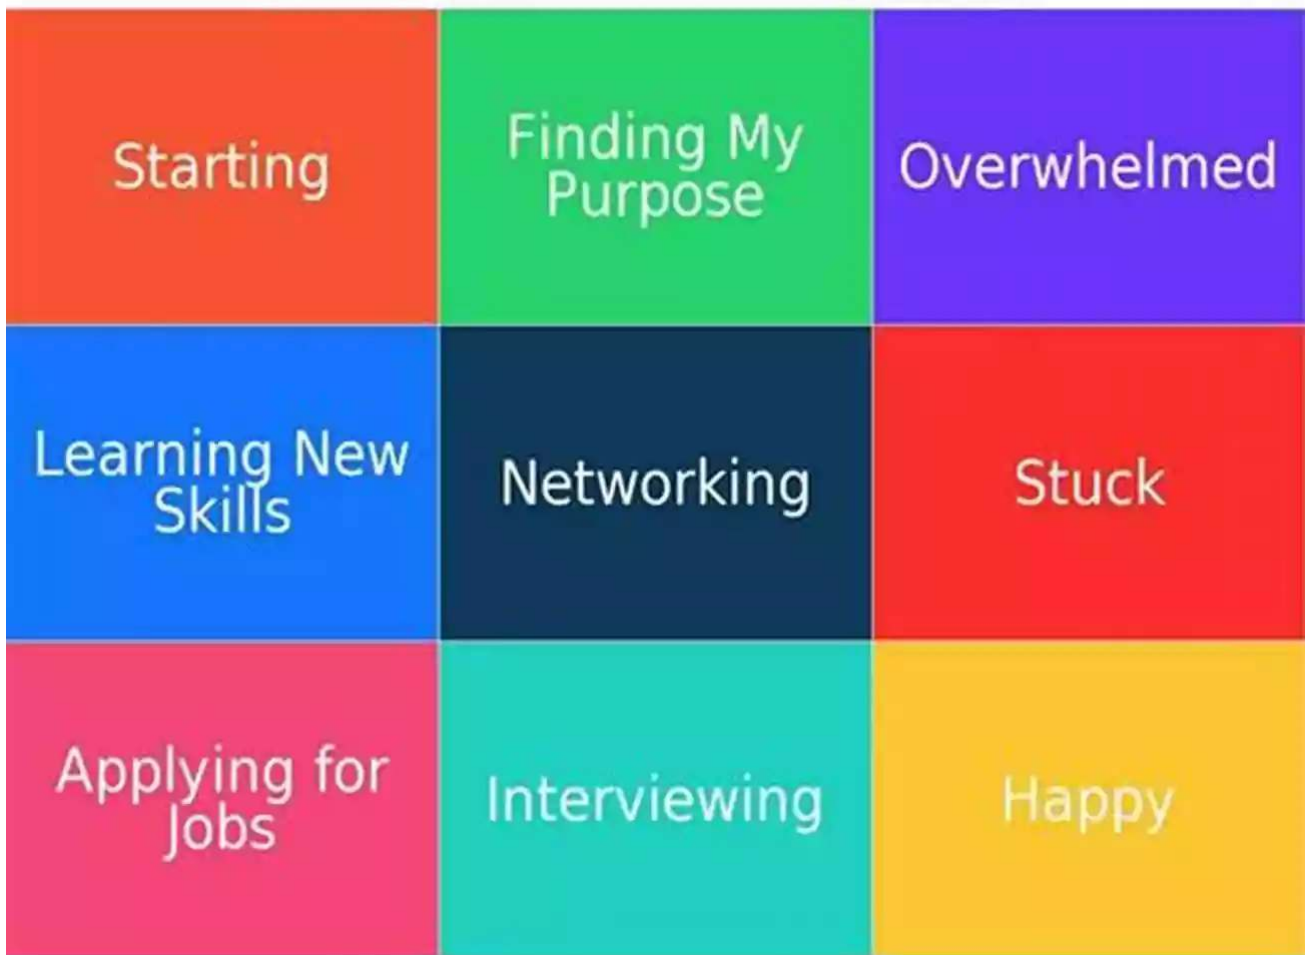 Starting
Finding My
Purpose
Overwhelmed
Learning New
Skills
Networking
Stuck
Applying for
Jobs
Interviewing
Happy